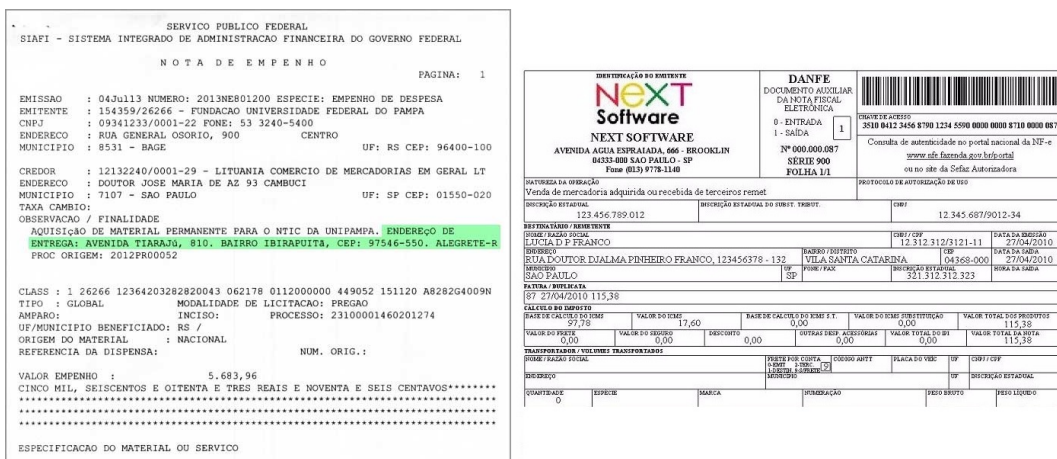 SERVICO PUBLICO FEDERAL
SIAFI - SISTEMA INTEGRADO DE ADMINISTRACAO FINANCEIRA DO GOVERNO FEDERAL
N O T A D E E M P E N H O
PAGINA: 1
EMISSAO : 04Jul13 NUMERO: 2013NE801200 ESPECIE: EMPENHO DE DESPESA
EMITENTE : 154359/26266 - FUNDACAO UNIVERSIDADE FEDERAL DO PAMPA
CNPJ : 09341233/0001-22 FONE: 53 3240-5400
ENDERECO : RUA GENERAL OSORIO, 900 CENTRO
MUNICIPIO : 8531 - BAGE UF: RS CEP: 96400-100
CREDOR : 12132240/0001-29 - LITUANIA COMERCIO DE MERCADORIAS EM GERAL LT
ENDERECO : DOUTOR JOSE MARIA DE AZ 93 CAMBUCI
MUNICIPIO : 7107 - SAO PAULO UF: SP CEP: 01550-020
TAXA CAMBIO:
OBSERVACAO / FINALIDADE
AQUISIçãO DE MATERIAL PERMANENTE PARA O NTIC DA UNIPAMPA. ENDEREçO DE
ENTREGA: AVENIDA TIARAJú, 810. BAIRRO IBIRAPUITã, CEP: 97546-550. ALEGRETE-R
PROC ORIGEM: 2012PR00052
CLASS : 1 26266 12364203282820043 062178 0112000000 449052 151120 A8282G4009N
TIPO : GLOBAL MODALIDADE DE LICITACAO: PREGAO
AMPARO: INCISO: PROCESSO: 23100001460201274
UF/MUNICIPIO BENEFICIADO: RS /
ORIGEM DO MATERIAL : NACIONAL
REFERENCIA DA DISPENSA: NUM. ORIG.:
VALOR EMPENHO : 5.683,96
CINCO MIL, SEISCENTOS E OITENTA E TRES REAIS E NOVENTA E SEIS CENTAVOS********
ESPECIFICACAO DO MATERIAL OU SERVICO
IDENTIFICAÇÃO DO EMITENTE
NEXT
Software
NEXT SOFTWARE
AVENIDA AGUA ESPRAIADA, 666 - BROOKLIN
04333-000 SAO PAULO - SP
Fone (013) 9778-1140
DANFE
DOCUMENTO AUXILIAR
DA NOTA FISCAL
ELETRÔNICA
0 - ENTRADA
1 - SAÍDA 1
Nº 000.000.087
SÉRIE 900
FOLHA 1/1
CHAVE DE ACESSO
3510 0412 3456 8790 1234 5590 0000 0000 8710 0000 087
Consulta de autenticidade no portal nacional da NF-e
www.nfe.fazenda.gov.br/portal
ou no site da Sefaz Autorizadora
NATUREZA DA OPERAÇÃO PROTOCOLO DE AUTORIZAÇÃO DE USO
Venda de mercadoria adquirida ou recebida de terceiros remet
INSCRIÇÃO ESTADUAL INSCRIÇÃO ESTADUAL DO SUBST. TRIBUT. CNPJ
123.456.789.012 12.345.687/9012-34
DESTINATÁRIO / REMETENTE
NOME / RAZÃO SOCIAL CNPJ / CPF DATA DA EMISSÃO
LUCIA D P FRANCO 12.312.312/3121-11 27/04/2010
ENDEREÇO BAIRRO / DISTRITO CEP DATA DA SAÍDA
RUA DOUTOR DJALMA PINHEIRO FRANCO, 123456378 - 132 VILA SANTA CATARINA 04368-000 27/04/2010
MUNICÍPIO UF FONE / FAX INSCRIÇÃO ESTADUAL HORA DA SAÍDA
SAO PAULO SP 321.312.312.323
FATURA / DUPLICATA
87 27/04/2010 115,38
CALCULO DO IMPOSTO
BASE DE CALCULO DO ICMS VALOR DO ICMS BASE DE CALCULO DO ICMS S.T. VALOR DO ICMS SUBSTITUIÇÃO VALOR TOTAL DOS PRODUTOS
97,78 17,60 0,00 0,00 115,38
VALOR DO FRETE VALOR DO SEGURO DESCONTO OUTRAS DESP. ACESSÓRIAS VALOR TOTAL DO IPI VALOR TOTAL DA NOTA
0,00 0,00 0,00 0,00 0,00 115,38
TRANSPORTADOR / VOLUMES TRANSPORTADOS
NOME / RAZÃO SOCIAL FRETE POR CONTA CÓDIGO ANTT PLACA DO VEÍC UF CNPJ / CPF
ENDEREÇO MUNICÍPIO UF INSCRIÇÃO ESTADUAL
QUANTIDADE ESPÉCIE MARCA NUMERAÇÃO PESO BRUTO PESO LÍQUIDO
0